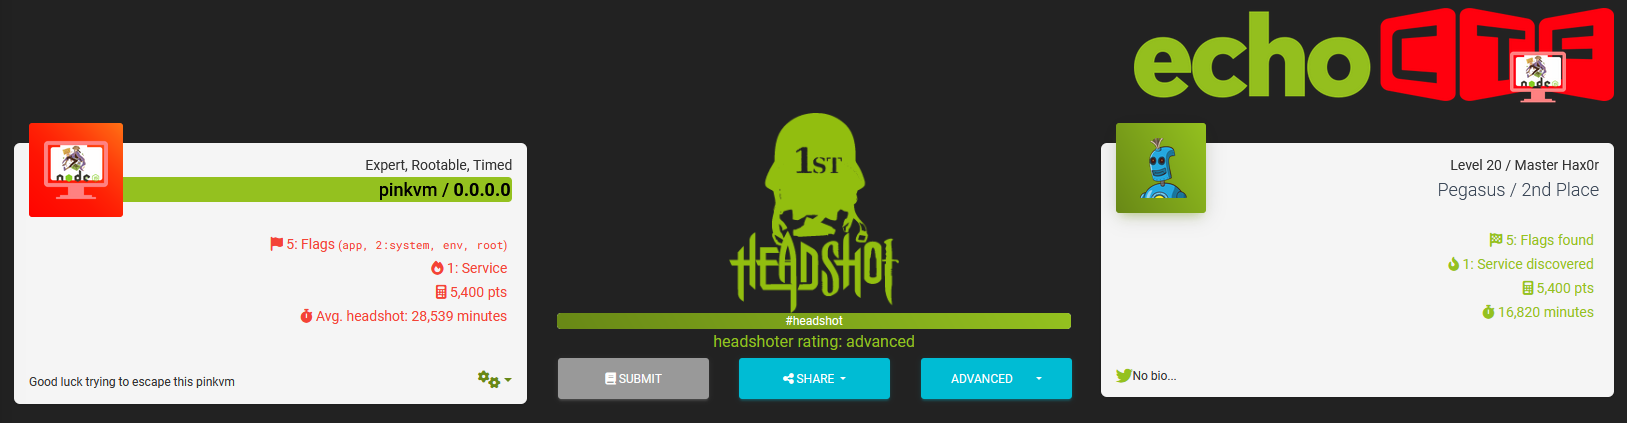 echo CTF
Expert, Rootable, Timed
pinkvm / 0.0.0.0
5: Flags (app, 2:system, env, root)
1: Service
5,400 pts
Avg. headshot: 28,539 minutes
Good luck trying to escape this pinkvm
1ST
HEADSHOT
#headshot
headshoter rating: advanced
SUBMIT
SHARE
ADVANCED
Level 20 / Master Hax0r
Pegasus / 2nd Place
5: Flags found
1: Service discovered
5,400 pts
16,820 minutes
No bio...